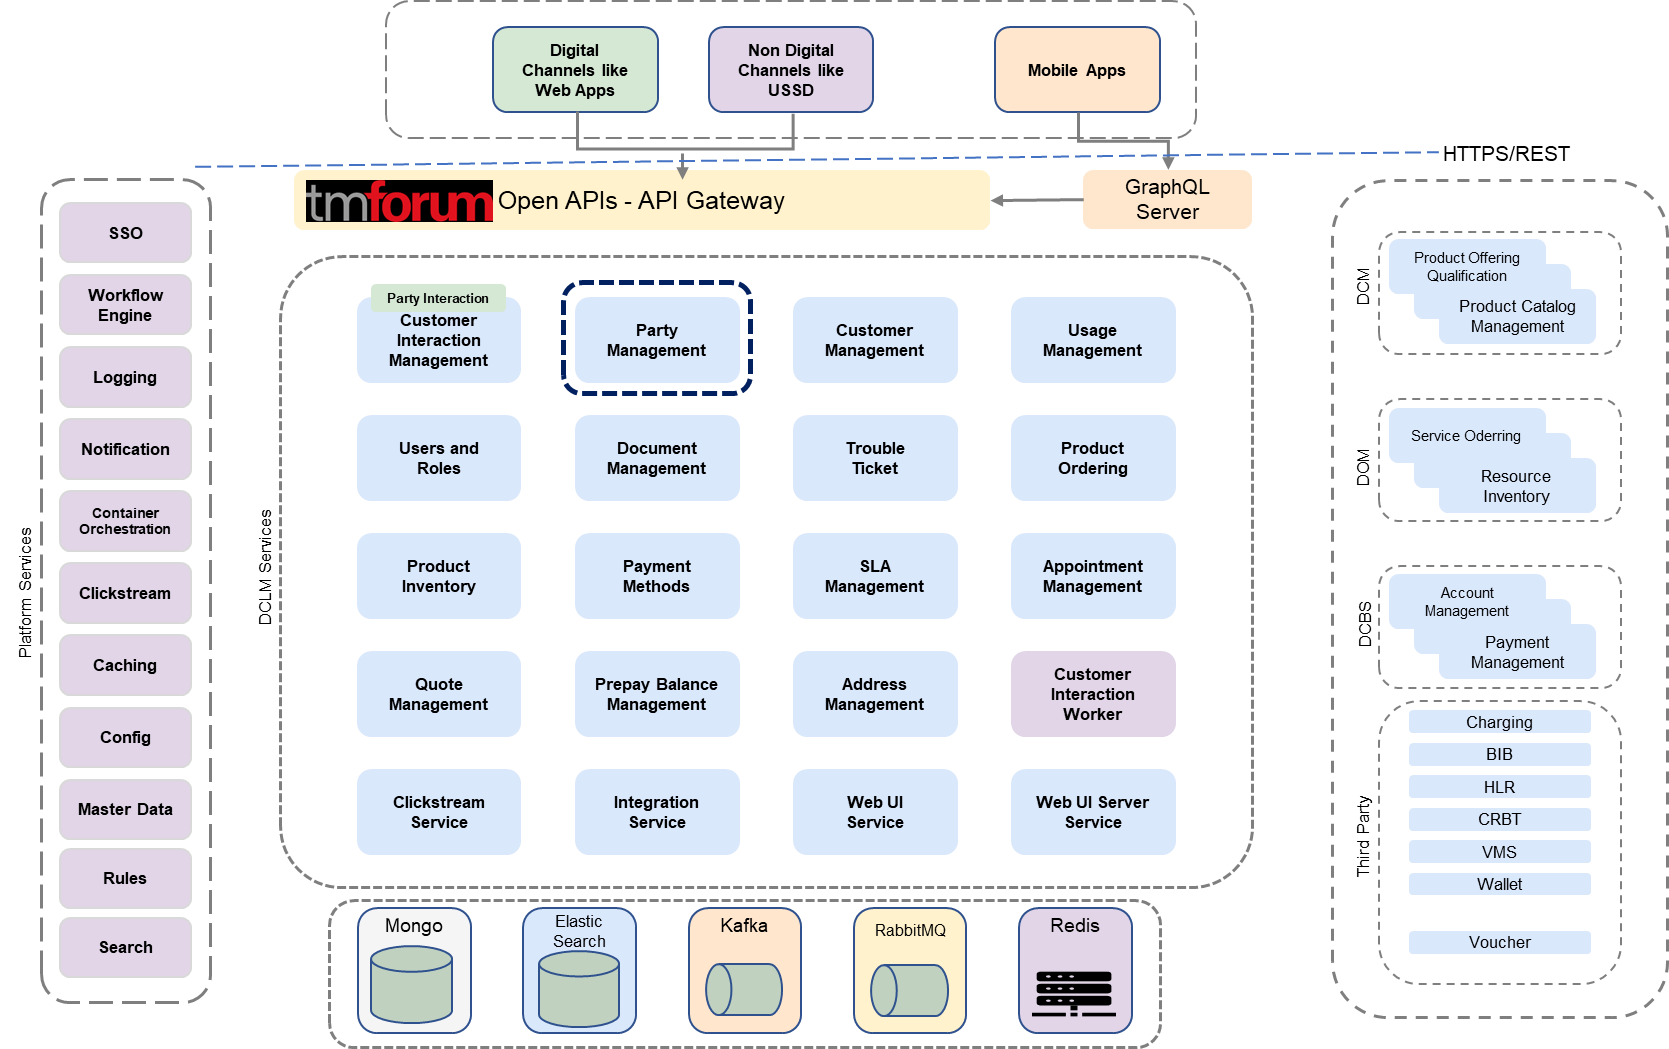 Digital
Channels like
Web Apps
Non Digital
Channels like
USSD
Mobile Apps
HTTPS/REST
tmforum Open APIs - API Gateway
GraphQL
Server
Platform Services
SSO
Workflow
Engine
Logging
Notification
Container
Orchestration
Clickstream
Caching
Config
Master Data
Rules
Search
DCLM Services
Party Interaction
Customer
Interaction
Management
Party
Management
Customer
Management
Usage
Management
Users and
Roles
Document
Management
Trouble
Ticket
Product
Ordering
Product
Inventory
Payment
Methods
SLA
Management
Appointment
Management
Quote
Management
Prepay Balance
Management
Address
Management
Customer
Interaction
Worker
Clickstream
Service
Integration
Service
Web UI
Service
Web UI Server
Service
Mongo
Elastic
Search
Kafka
RabbitMQ
Redis
DCM
Product Offering
Qualification
Product Catalog
Management
DOM
Service Oderring
Resource
Inventory
DCBS
Account
Management
Payment
Management
Third Party
Charging
BIB
HLR
CRBT
VMS
Wallet
Voucher